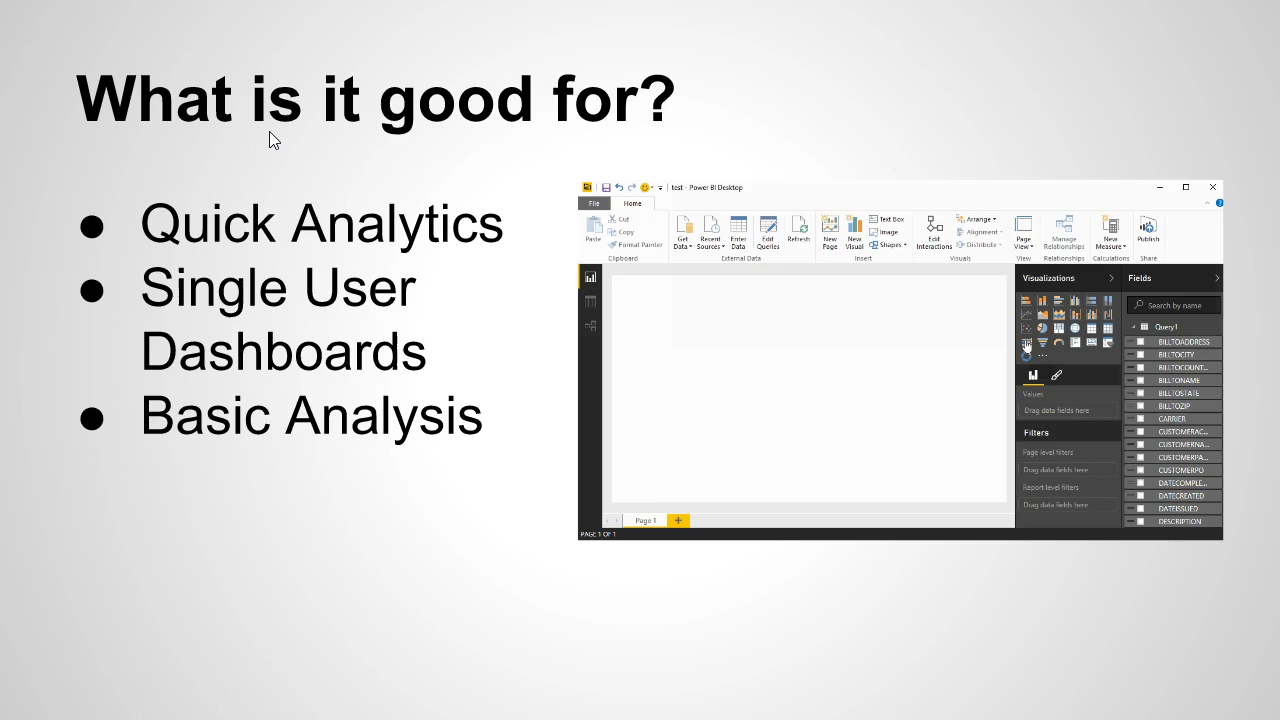 What is it good for?
● Quick Analytics
● Single User
Dashboards
● Basic Analysis
test - Power BI Desktop
File Home
Paste Cut Copy Format Painter
Get Data Recent Sources Enter Data Edit Queries Refresh
New Page New Visual Text Box Image Shapes
Edit Interactions Arrange Alignment Distribute
Page View Manage Relationships New Measure Publish
Clipboard External Data Insert Visuals View Relationships Calculations Share
Visualizations
Values
Drag data fields here
Filters
Page level filters
Drag data fields here
Report level filters
Drag data fields here
Fields
Search by name
Query1
BILLTOADDRESS
BILLTOCITY
BILLTOCOUNT...
BILLTONAME
BILLTOSTATE
BILLTOZIP
CARRIER
CUSTOMERAC...
CUSTOMERNA...
CUSTOMERPA...
CUSTOMERPO
DATECOMPLE...
DATECREATED
DATEISSUED
DESCRIPTION
Page 1 +
PAGE 1 OF 1